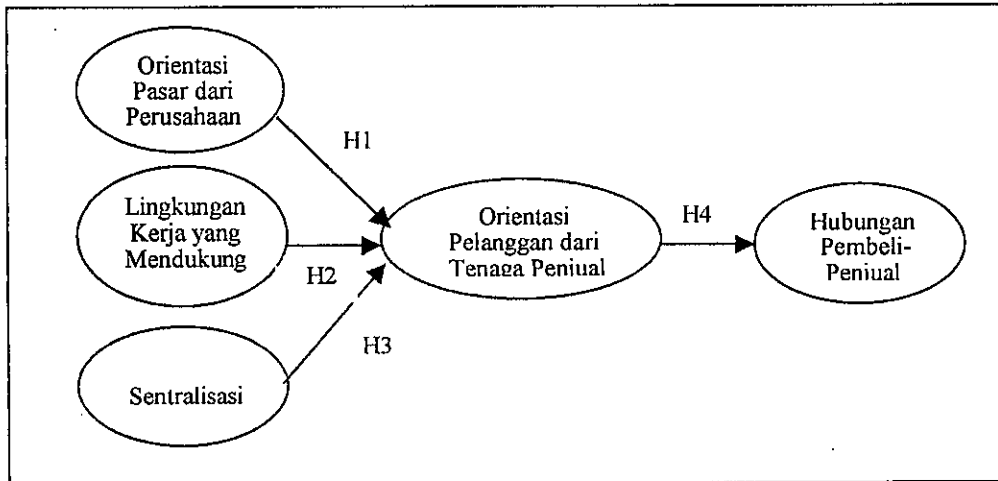 Orientasi
Pasar dari
Perusahaan
H1
Lingkungan
Kerja yang
Mendukung
H2
Orientasi
Pelanggan dari
Tenaga Penjual
H4
Hubungan
Pembeli-
Penjual
H3
Sentralisasi